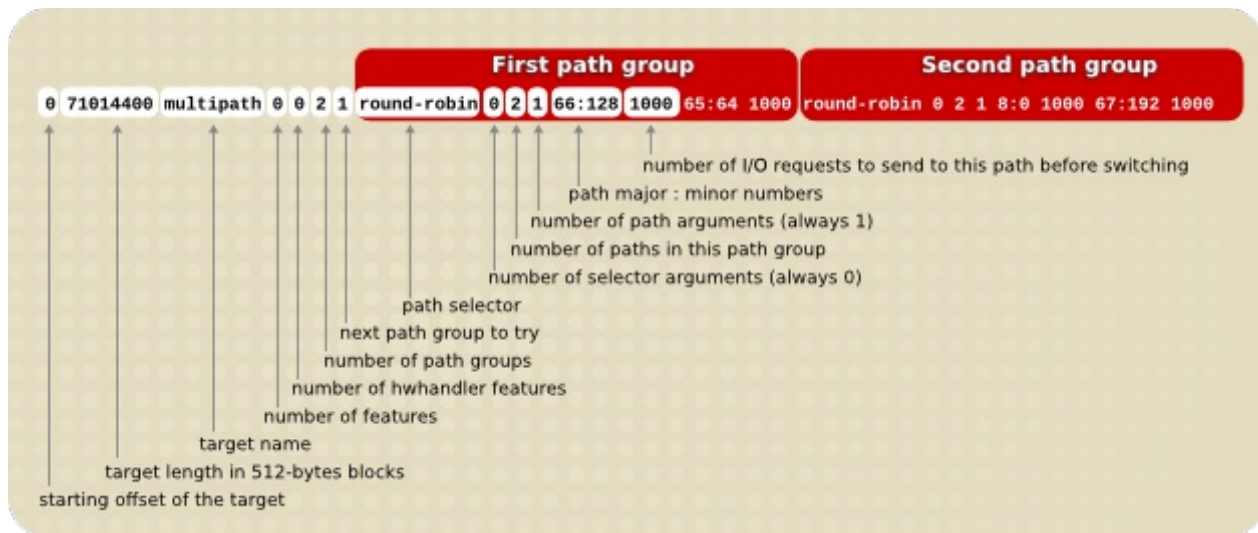 First path group Second path group
0 71014400 multipath 0 0 2 1 round-robin 0 2 1 66:128 1000 65:64 1000 round-robin 0 2 1 8:0 1000 67:192 1000
number of I/O requests to send to this path before switching
path major : minor numbers
number of path arguments (always 1)
number of paths in this path group
number of selector arguments (always 0)
path selector
next path group to try
number of path groups
number of hwhandler features
number of features
target name
target length in 512-bytes blocks
starting offset of the target